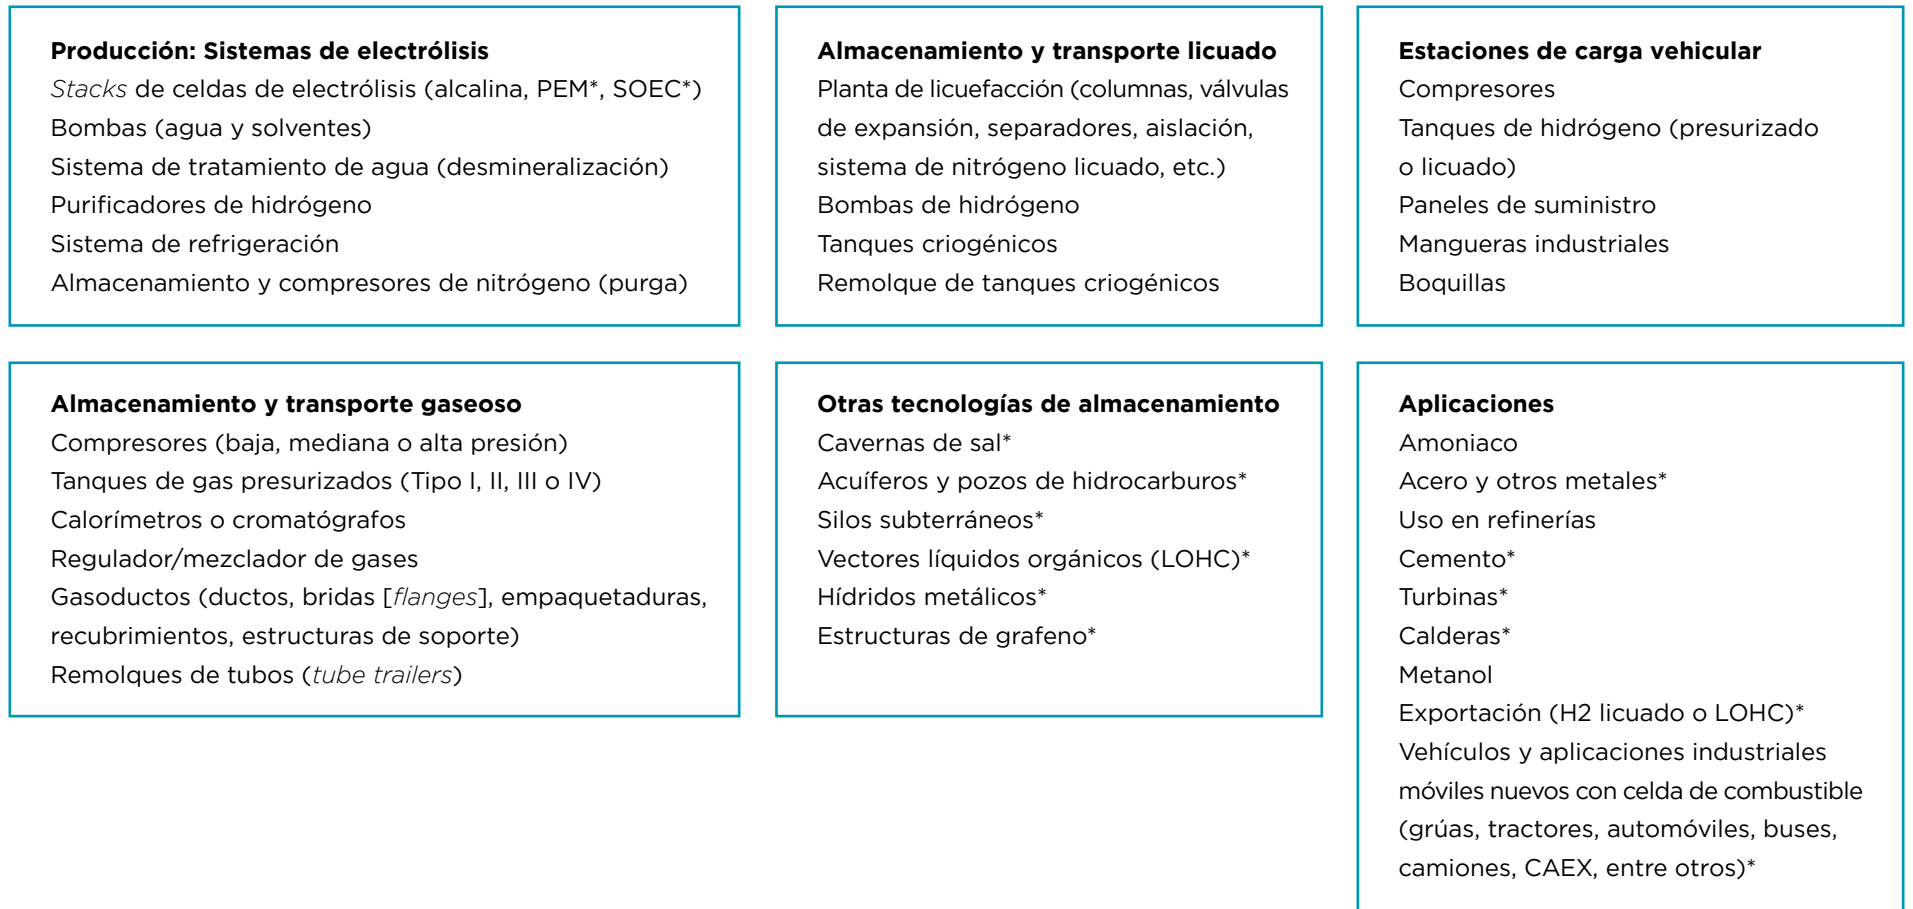 Producción: Sistemas de electrólisis
Stacks de celdas de electrólisis (alcalina, PEM*, SOEC*)
Bombas (agua y solventes)
Sistema de tratamiento de agua (desmineralización)
Purificadores de hidrógeno
Sistema de refrigeración
Almacenamiento y compresores de nitrógeno (purga)
Almacenamiento y transporte licuado
Planta de licuefacción (columnas, válvulas
de expansión, separadores, aislación,
sistema de nitrógeno licuado, etc.)
Bombas de hidrógeno
Tanques criogénicos
Remolque de tanques criogénicos
Estaciones de carga vehicular
Compresores
Tanques de hidrógeno (presurizado
o licuado)
Paneles de suministro
Mangueras industriales
Boquillas
Almacenamiento y transporte gaseoso
Compresores (baja, mediana o alta presión)
Tanques de gas presurizados (Tipo I, II, III o IV)
Calorímetros o cromatógrafos
Regulador/mezclador de gases
Gasoductos (ductos, bridas [flanges], empaquetaduras,
recubrimientos, estructuras de soporte)
Remolques de tubos (tube trailers)
Otras tecnologías de almacenamiento
Cavernas de sal*
Acuíferos y pozos de hidrocarburos*
Silos subterráneos*
Vectores líquidos orgánicos (LOHC)*
Hídridos metálicos*
Estructuras de grafeno*
Aplicaciones
Amoniaco
Acero y otros metales*
Uso en refinerías
Cemento*
Turbinas*
Calderas*
Metanol
Exportación (H2 licuado o LOHC)*
Vehículos y aplicaciones industriales
móviles nuevos con celda de combustible
(grúas, tractores, automóviles, buses,
camiones, CAEX, entre otros)*